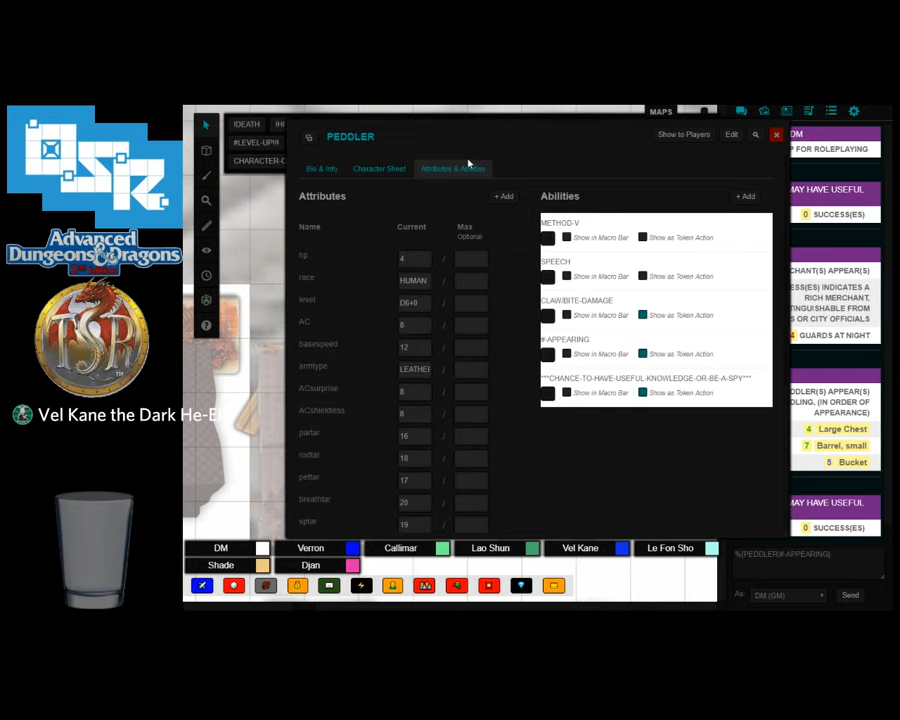 MAPS
!DEATH
#LEVEL-UP!!!
CHARACTER-C
PEDDLER
Show to Players
Edit
Bio & Info
Character Sheet
Attributes & Abilities
Attributes
+ Add
Name
Current
Max
Optional
hp
4
/
race
HUMAN
/
level
D6+0
/
AC
8
/
basespeed
12
/
armtype
LEATHER
/
ACsurprise
8
/
ACshieldless
8
/
partar
16
/
rodtar
18
/
pettar
17
/
breathtar
20
/
sptar
19
/
Abilities
+ Add
METHOD-V
Show in Macro Bar
Show as Token Action
SPEECH
Show in Macro Bar
Show as Token Action
CLAW/BITE-DAMAGE
Show in Macro Bar
Show as Token Action
#-APPEARING
Show in Macro Bar
Show as Token Action
"""CHANCE-TO-HAVE-USEFUL-KNOWLEDGE-OR-BE-A-SPY"""
Show in Macro Bar
Show as Token Action
DM
P FOR ROLEPLAYING
MAY HAVE USEFUL
0 SUCCESS(ES)
CHANT(S) APPEAR(S)
ESS(ES) INDICATES A
RICH MERCHANT,
TINGUISHABLE FROM
S OR CITY OFFICIALS
4 GUARDS AT NIGHT
DDLER(S) APPEAR(S)
DLING, (IN ORDER OF
APPEARANCE)
4 Large Chest
7 Barrel, small
5 Bucket
MAY HAVE USEFUL
0 SUCCESS(ES)
%{PEDDLER|#-APPEARING}
As:
DM (GM)
Send
OSR
Advanced
Dungeons & Dragons
2nd Edition
TSR
TM
Vel Kane the Dark He-E
DM
Verron
Callimar
Lao Shun
Vel Kane
Le Fon Sho
Shade
Djan